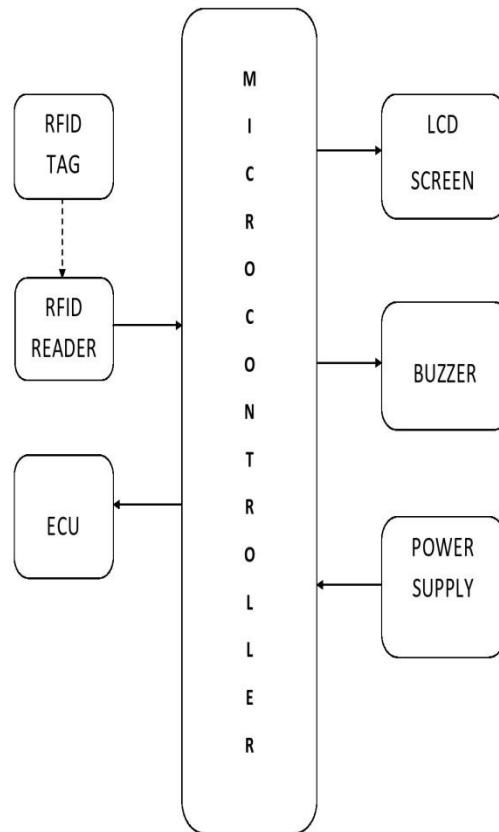 RFID
TAG
RFID
READER
ECU
M
I
C
R
O
C
O
N
T
R
O
L
L
E
R
LCD
SCREEN
BUZZER
POWER
SUPPLY